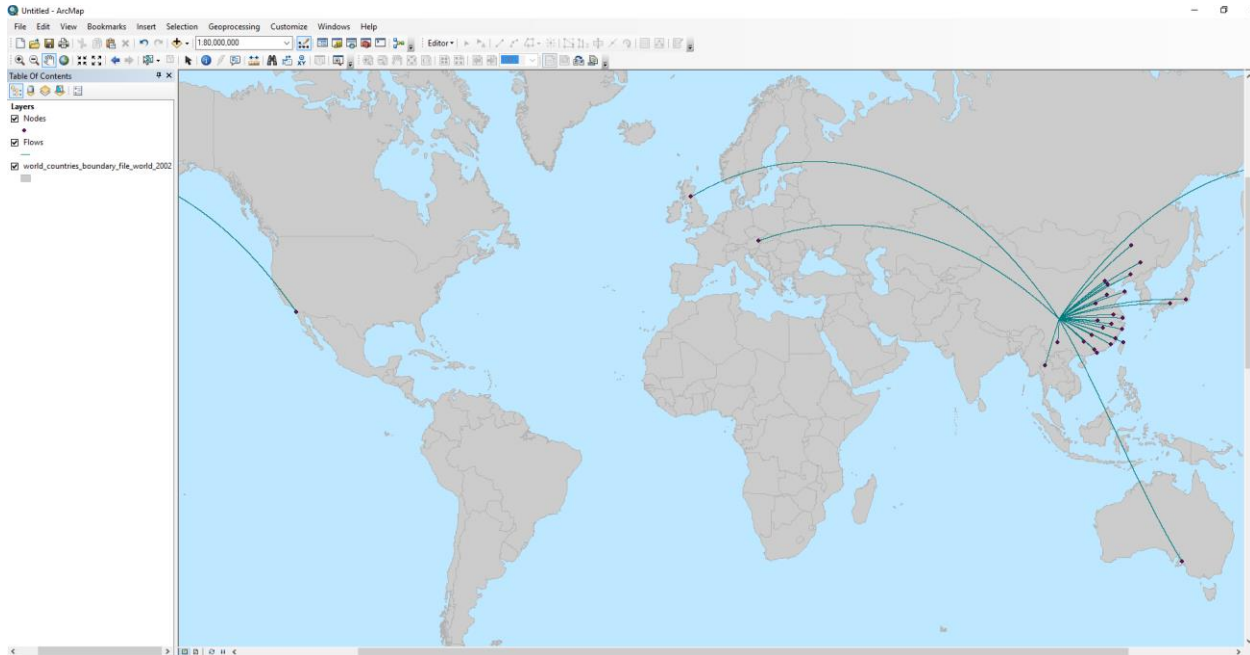 Untitled - ArcMap
File Edit View Bookmarks Insert Selection Geoprocessing Customize Windows Help
1:80,000,000
Editor
Table Of Contents
Layers
Nodes
Flows
world_countries_boundary_file_world_2002